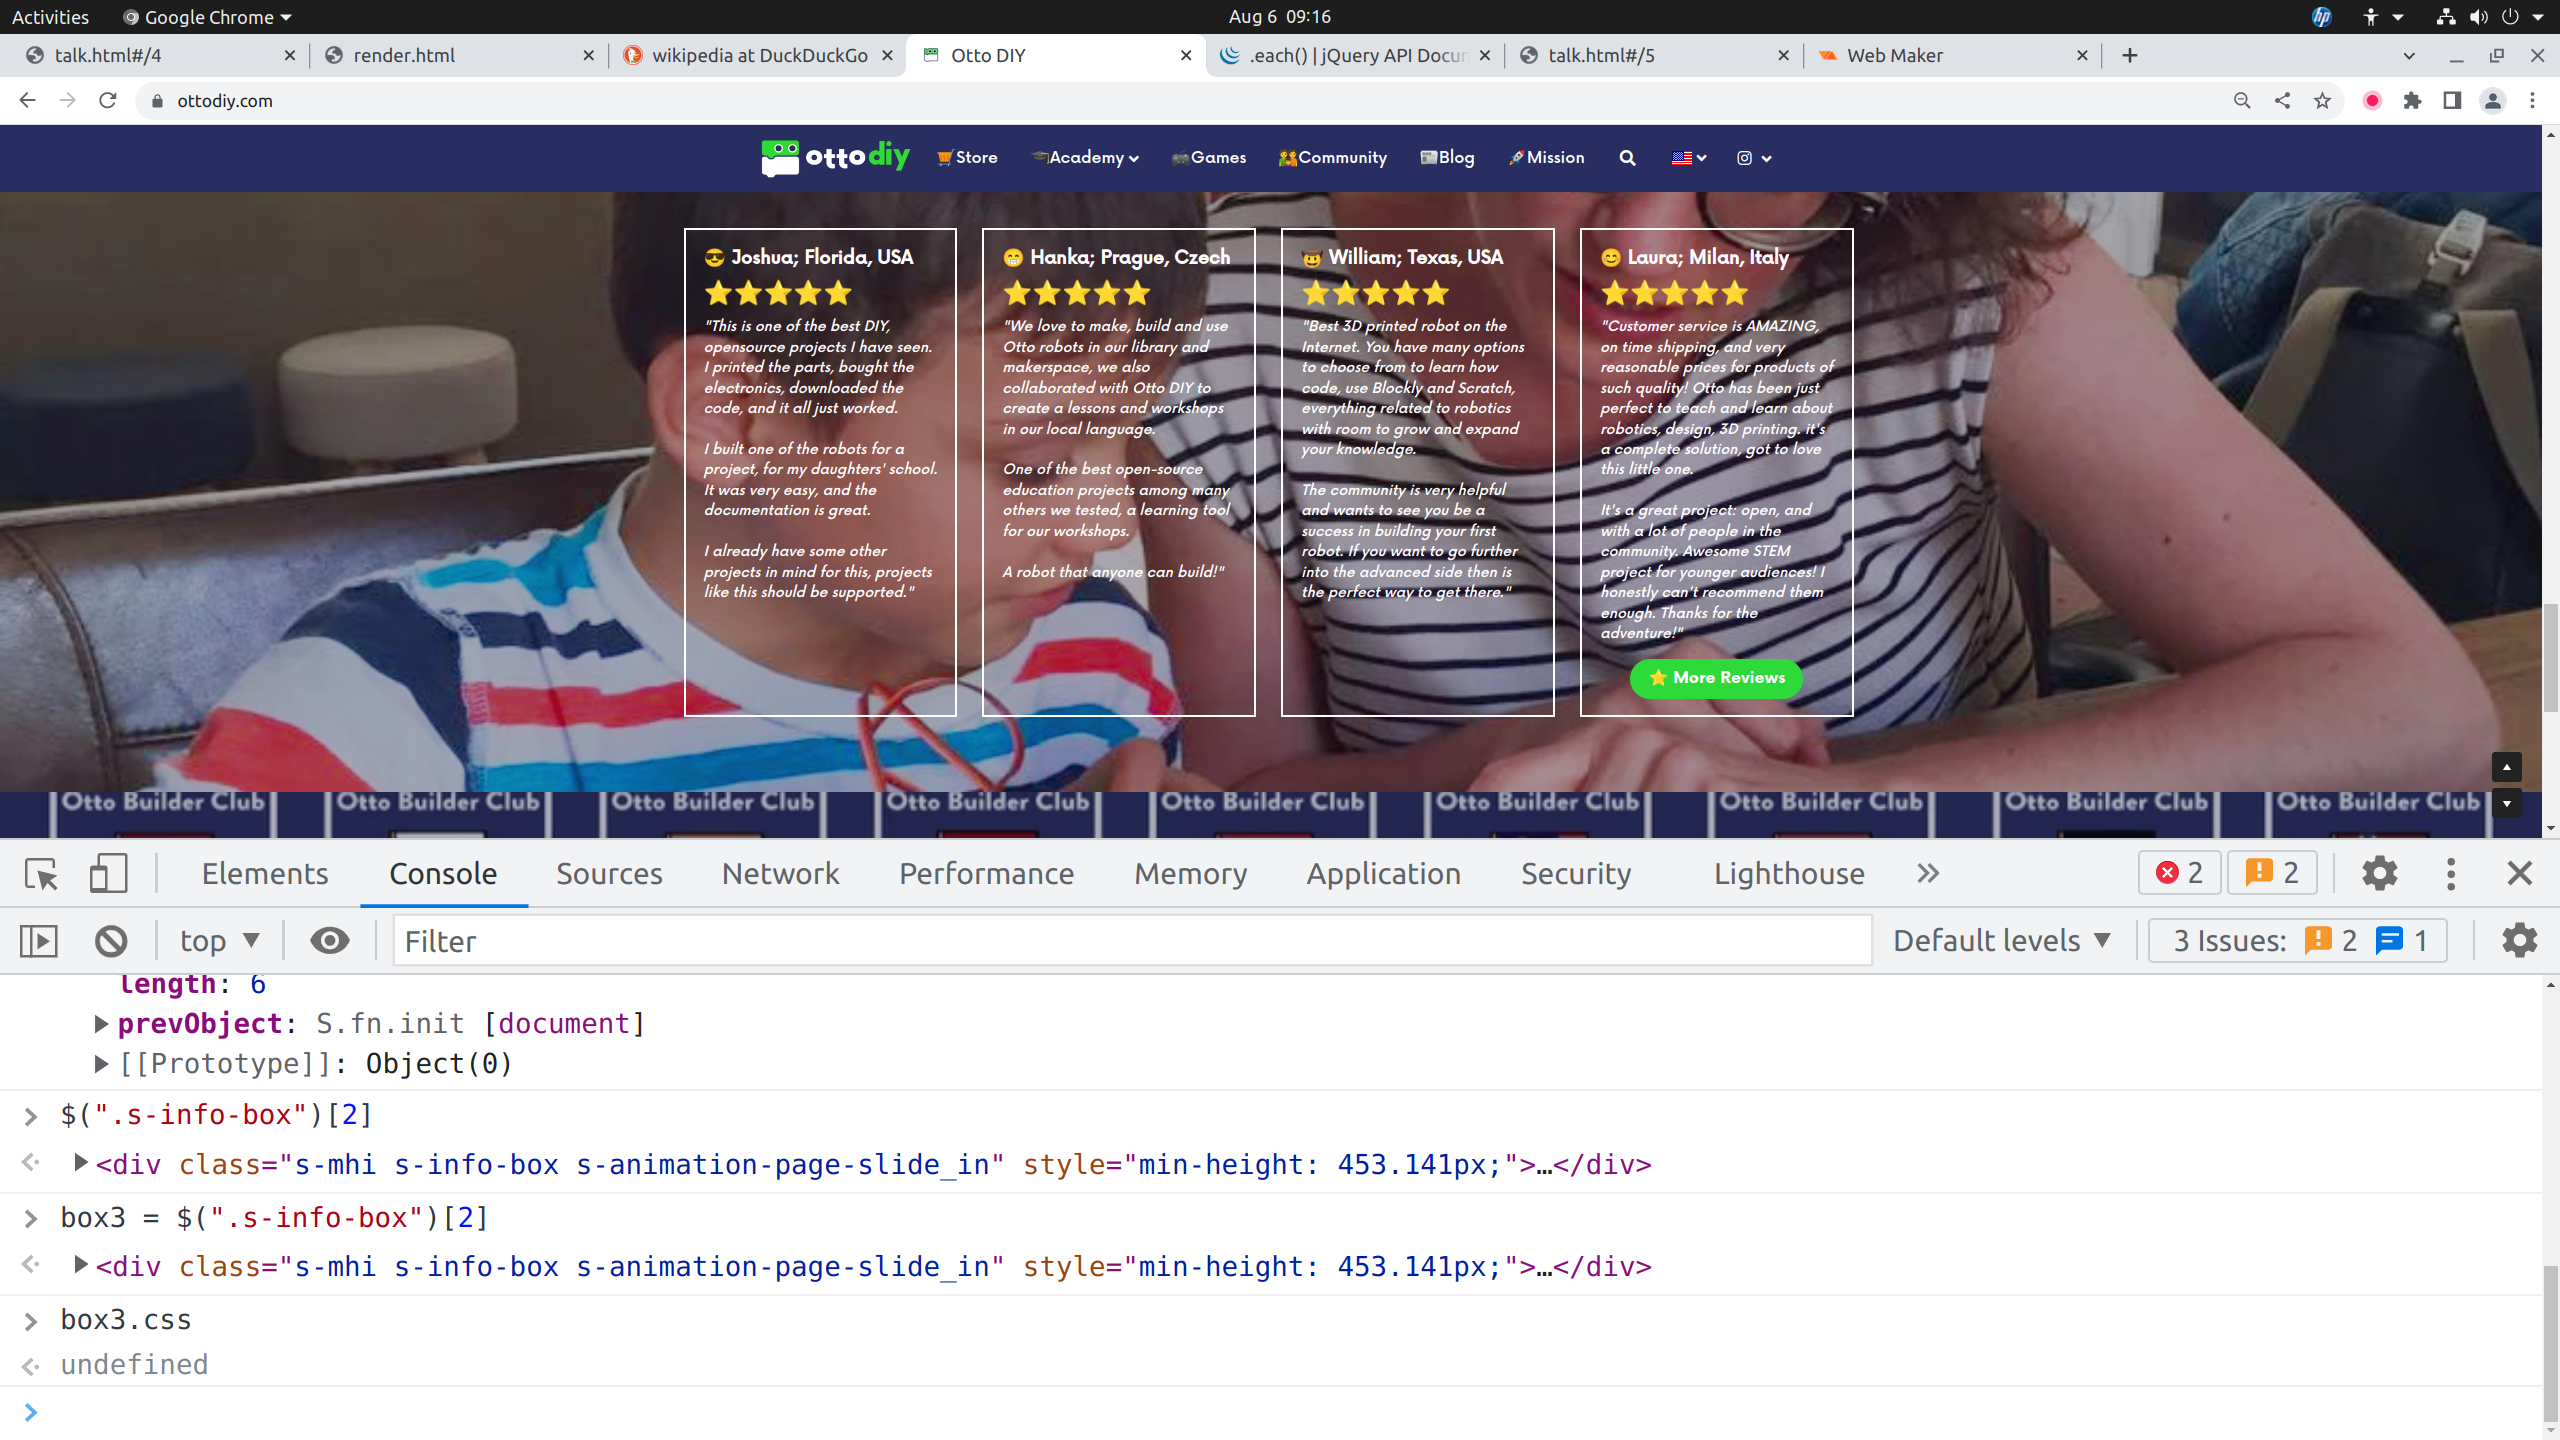 Activities
Google Chrome
Aug 6 09:16
talk.html#/4
render.html
wikipedia at DuckDuckGo
Otto DIY
.each() | jQuery API Docum
talk.html#/5
Web Maker
ottodiy.com
otto diy
🛒Store
🎓Academy
🎮Games
👫Community
📰Blog
🚀Mission
😎 Joshua; Florida, USA
⭐⭐⭐⭐⭐
"This is one of the best DIY,
opensource projects I have seen.
I printed the parts, bought the
electronics, downloaded the
code, and it all just worked.
I built one of the robots for a
project, for my daughters' school.
It was very easy, and the
documentation is great.
I already have some other
projects in mind for this, projects
like this should be supported."
😁 Hanka; Prague, Czech
⭐⭐⭐⭐⭐
"We love to make, build and use
Otto robots in our library and
makerspace, we also
collaborated with Otto DIY to
create a lessons and workshops
in our local language.
One of the best open-source
education projects among many
others we tested, a learning tool
for our workshops.
A robot that anyone can build!"
🤠 William; Texas, USA
⭐⭐⭐⭐⭐
"Best 3D printed robot on the
Internet. You have many options
to choose from to learn how
code, use Blockly and Scratch,
everything related to robotics
with room to grow and expand
your knowledge.
The community is very helpful
and wants to see you be a
success in building your first
robot. If you want to go further
into the advanced side then is
the perfect way to get there."
😊 Laura; Milan, Italy
⭐⭐⭐⭐⭐
"Customer service is AMAZING,
on time shipping, and very
reasonable prices for products of
such quality! Otto has been just
perfect to teach and learn about
robotics, design, 3D printing. it's
a complete solution, got to love
this little one.
It's a great project: open, and
with a lot of people in the
community. Awesome STEM
project for younger audiences! I
honestly can't recommend them
enough. Thanks for the
adventure!"
⭐ More Reviews
Otto Builder Club
Otto Builder Club
Otto Builder Club
Otto Builder Club
Otto Builder Club
Otto Builder Club
Otto Builder Club
Otto Builder Club
Otto Builder Club
Elements
Console
Sources
Network
Performance
Memory
Application
Security
Lighthouse
2
2
top
Filter
Default levels
3 Issues: 2 1
length: 6
prevObject: S.fn.init [document]
[[Prototype]]: Object(0)
$(".s-info-box")[2]
<div class="s-mhi s-info-box s-animation-page-slide_in" style="min-height: 453.141px;">…</div>
box3 = $(".s-info-box")[2]
<div class="s-mhi s-info-box s-animation-page-slide_in" style="min-height: 453.141px;">…</div>
box3.css
undefined